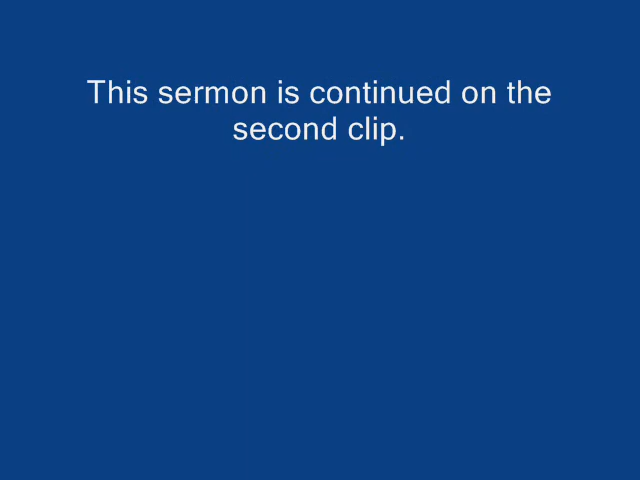 This sermon is continued on the
second clip.